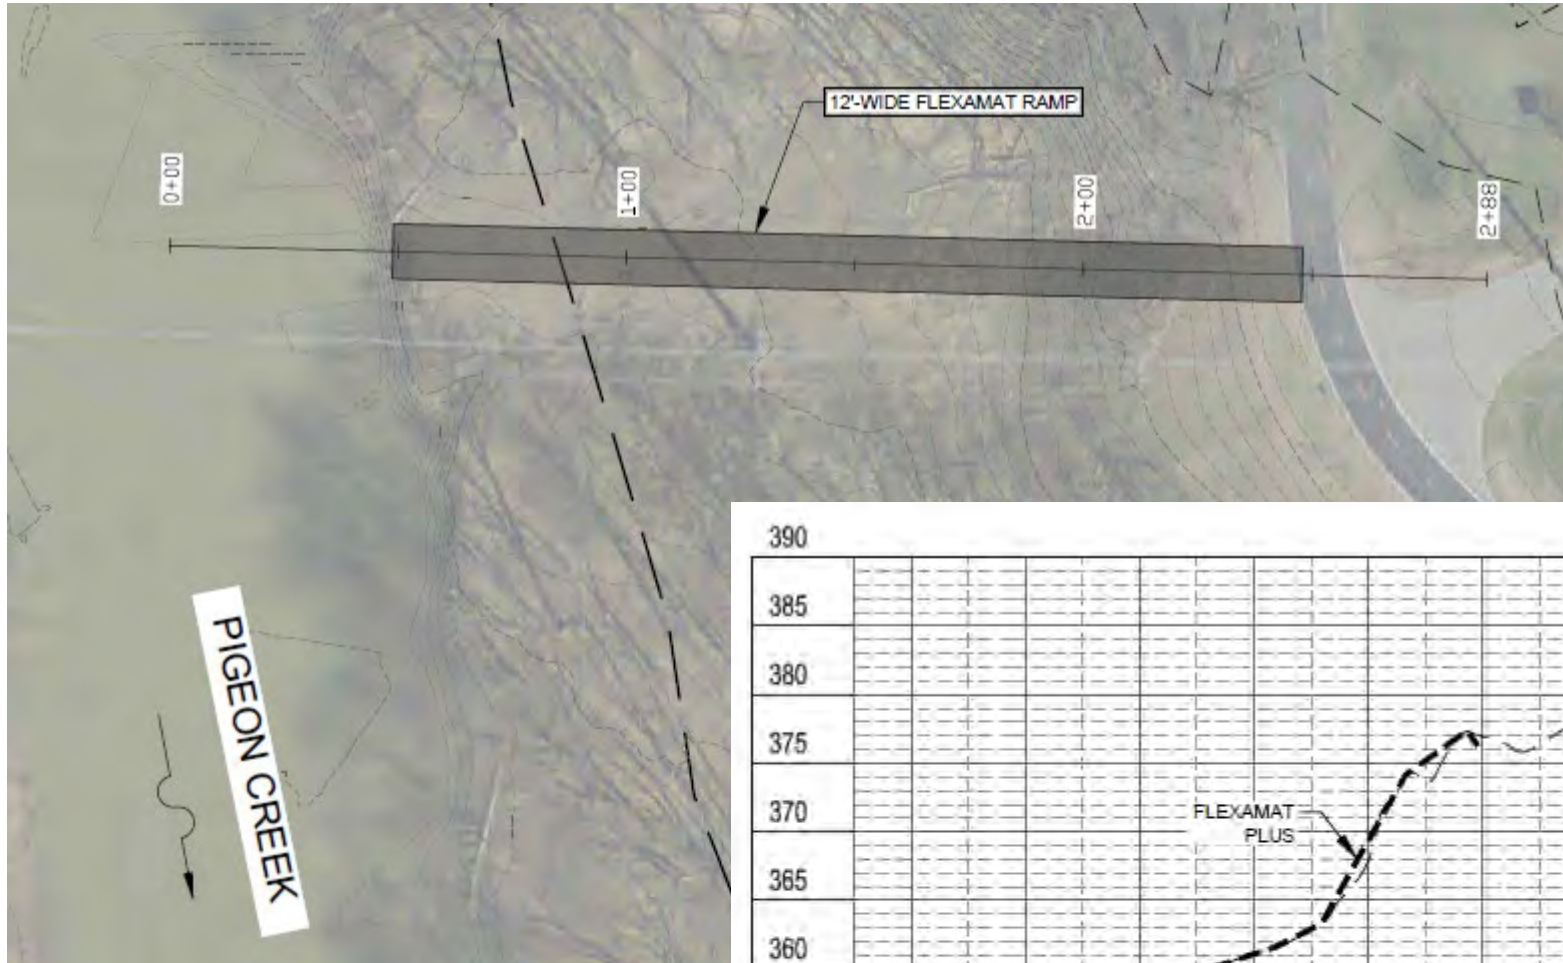 12'-WIDE FLEXAMAT RAMP
0+00
1+00
2+00
2+88
PIGEON CREEK
390
385
380
375
370
FLEXAMAT
PLUS
365
360